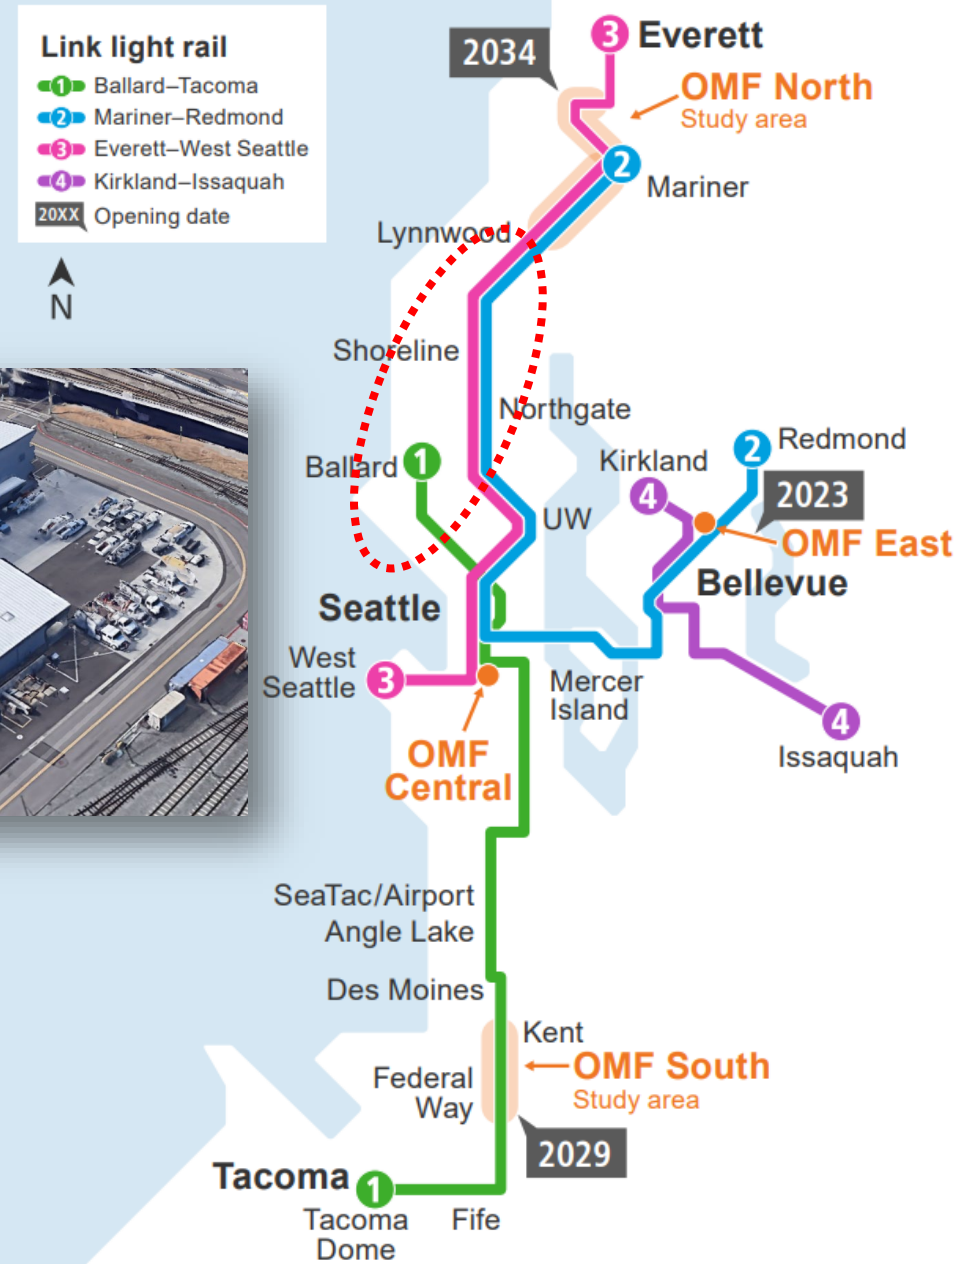 Link light rail
1 Ballard–Tacoma
2 Mariner–Redmond
3 Everett–West Seattle
4 Kirkland–Issaquah
20XX Opening date
N
3 Everett
2034
OMF North
Study area
2
Mariner
Lynnwood
Shoreline
Northgate
Ballard 1
Kirkland
4
2 Redmond
2023
OMF East
UW
Bellevue
Seattle
West
Seattle 3
Mercer
Island
4
Issaquah
OMF
Central
SeaTac/Airport
Angle Lake
Des Moines
Kent
OMF South
Study area
Federal
Way
2029
Tacoma 1
Tacoma
Dome
Fife